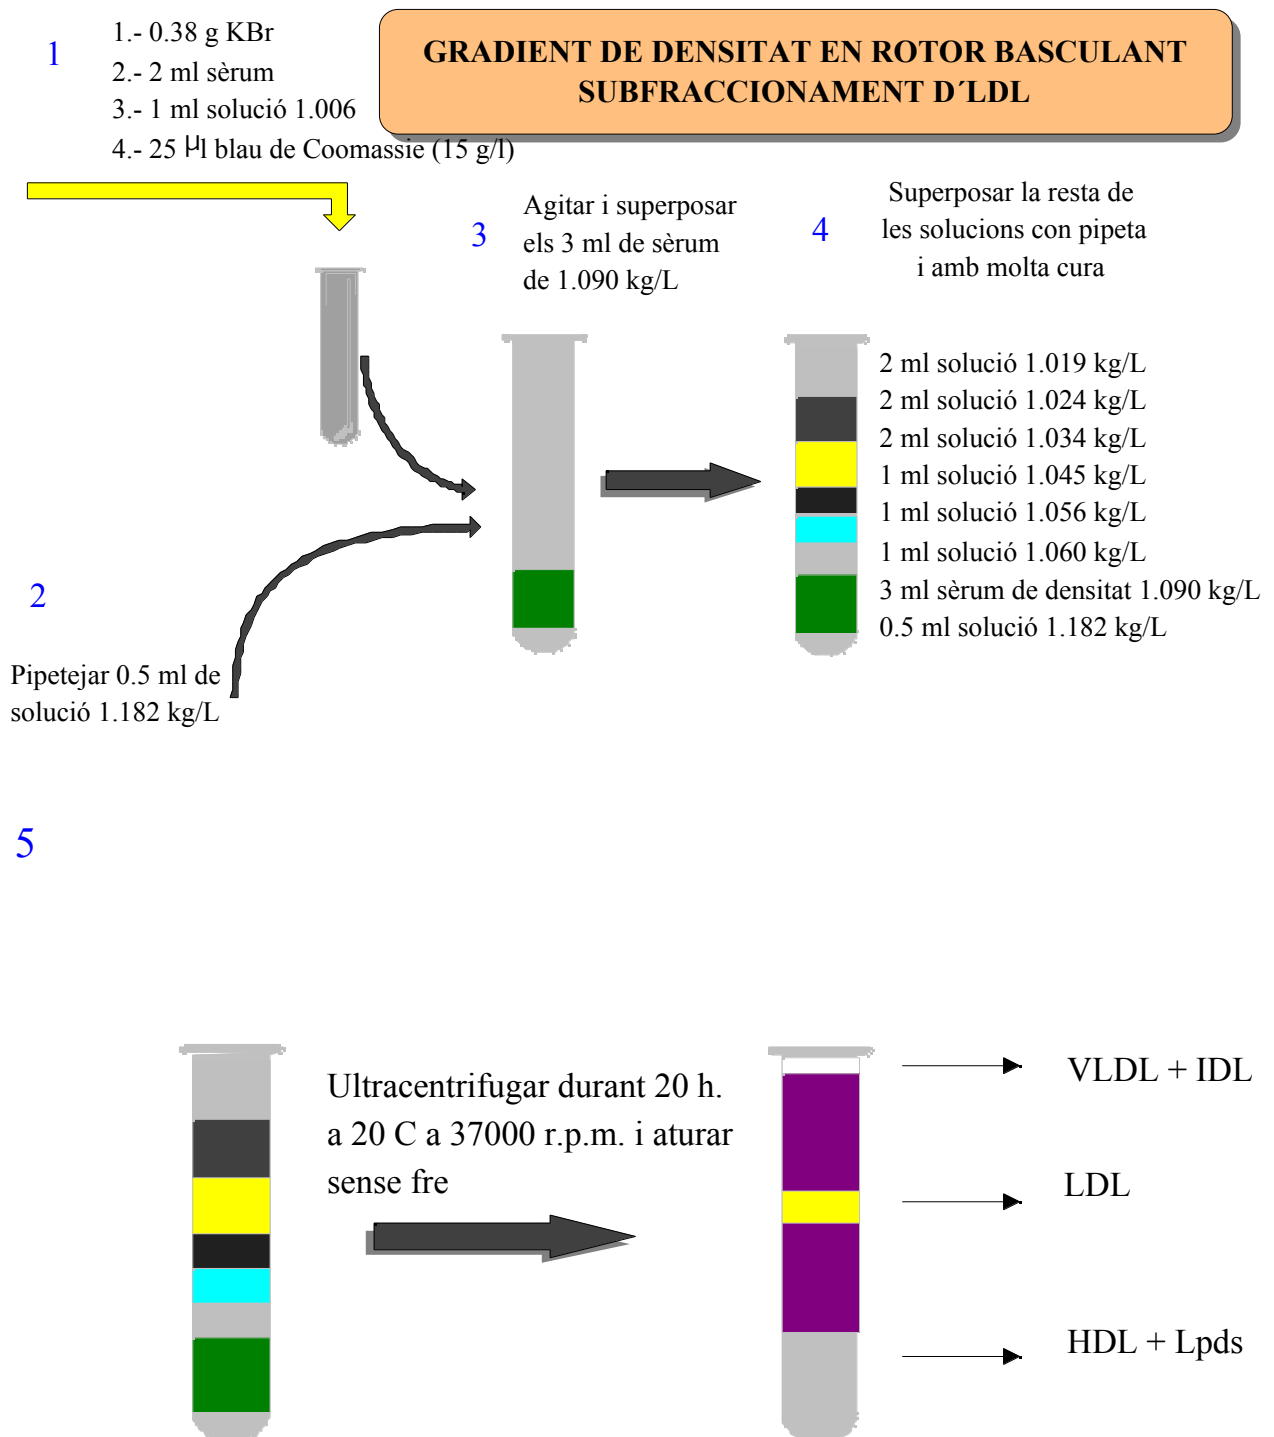 1
1.- 0.38 g KBr
2.- 2 ml sèrum
3.- 1 ml solució 1.006
4.- 25 µl blau de Coomassie (15 g/l)
GRADIENT DE DENSITAT EN ROTOR BASCULANT
SUBFRACCIONAMENT D´LDL
2
Pipetejar 0.5 ml de
solució 1.182 kg/L
3
Agitar i superposar
els 3 ml de sèrum
de 1.090 kg/L
4
Superposar la resta de
les solucions con pipeta
i amb molta cura
2 ml solució 1.019 kg/L
2 ml solució 1.024 kg/L
2 ml solució 1.034 kg/L
1 ml solució 1.045 kg/L
1 ml solució 1.056 kg/L
1 ml solució 1.060 kg/L
3 ml sèrum de densitat 1.090 kg/L
0.5 ml solució 1.182 kg/L
5
Ultracentrifugar durant 20 h.
a 20 C a 37000 r.p.m. i aturar
sense fre
VLDL + IDL
LDL
HDL + Lpds